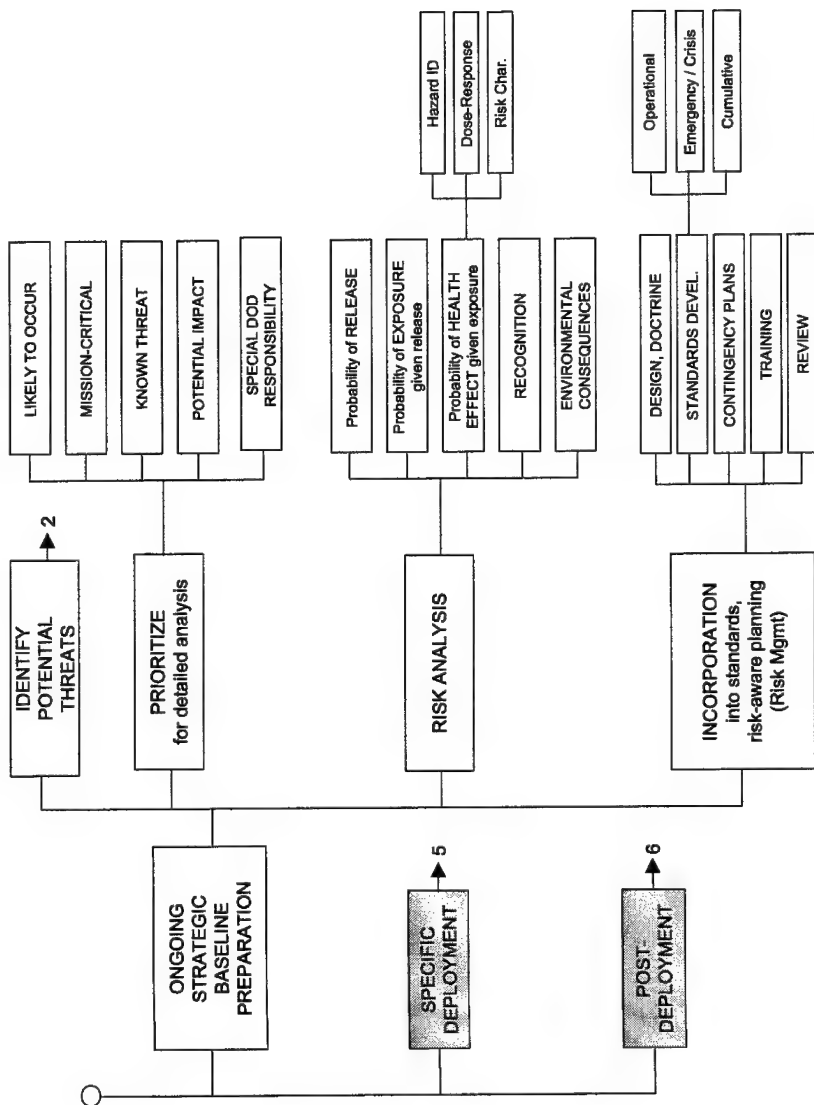 ONGOING
STRATEGIC
BASELINE
PREPARATION
SPECIFIC
DEPLOYMENT
5
POST-
DEPLOYMENT
6
IDENTIFY
POTENTIAL
THREATS
2
PRIORITIZE
for detailed analysis
LIKELY TO OCCUR
MISSION-CRITICAL
KNOWN THREAT
POTENTIAL IMPACT
SPECIAL DOD
RESPONSIBILITY
RISK ANALYSIS
Probability of RELEASE
Probability of EXPOSURE
given release
Probability of HEALTH
EFFECT given exposure
RECOGNITION
ENVIRONMENTAL
CONSEQUENCES
Hazard ID
Dose-Response
Risk Char.
INCORPORATION
into standards,
risk-aware planning
(Risk Mgmt)
DESIGN, DOCTRINE
STANDARDS DEVEL.
CONTINGENCY PLANS
TRAINING
REVIEW
Operational
Emergency / Crisis
Cumulative